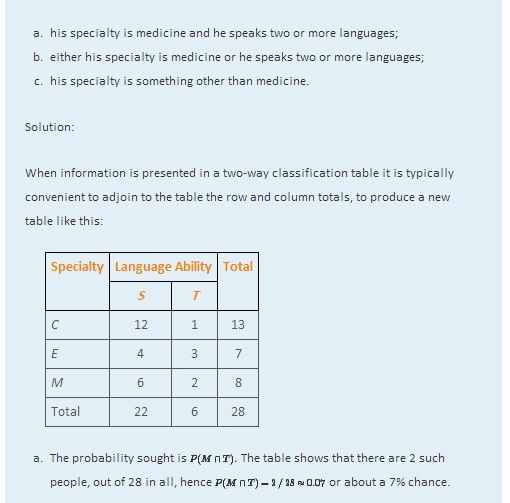 a. his specialty is medicine and he speaks two or more languages;
b. either his specialty is medicine or he speaks two or more languages;
c. his specialty is something other than medicine.
Solution:
When information is presented in a two-way classification table it is typically
convenient to adjoin to the table the row and column totals, to produce a new
table like this:
Specialty Language Ability Total
S T
C 12 1 13
E 4 3 7
M 6 2 8
Total 22 6 28
a. The probability sought is P(M ∩ T). The table shows that there are 2 such
people, out of 28 in all, hence P(M ∩ T) = 2 / 28 ≈ 0.07 or about a 7% chance.